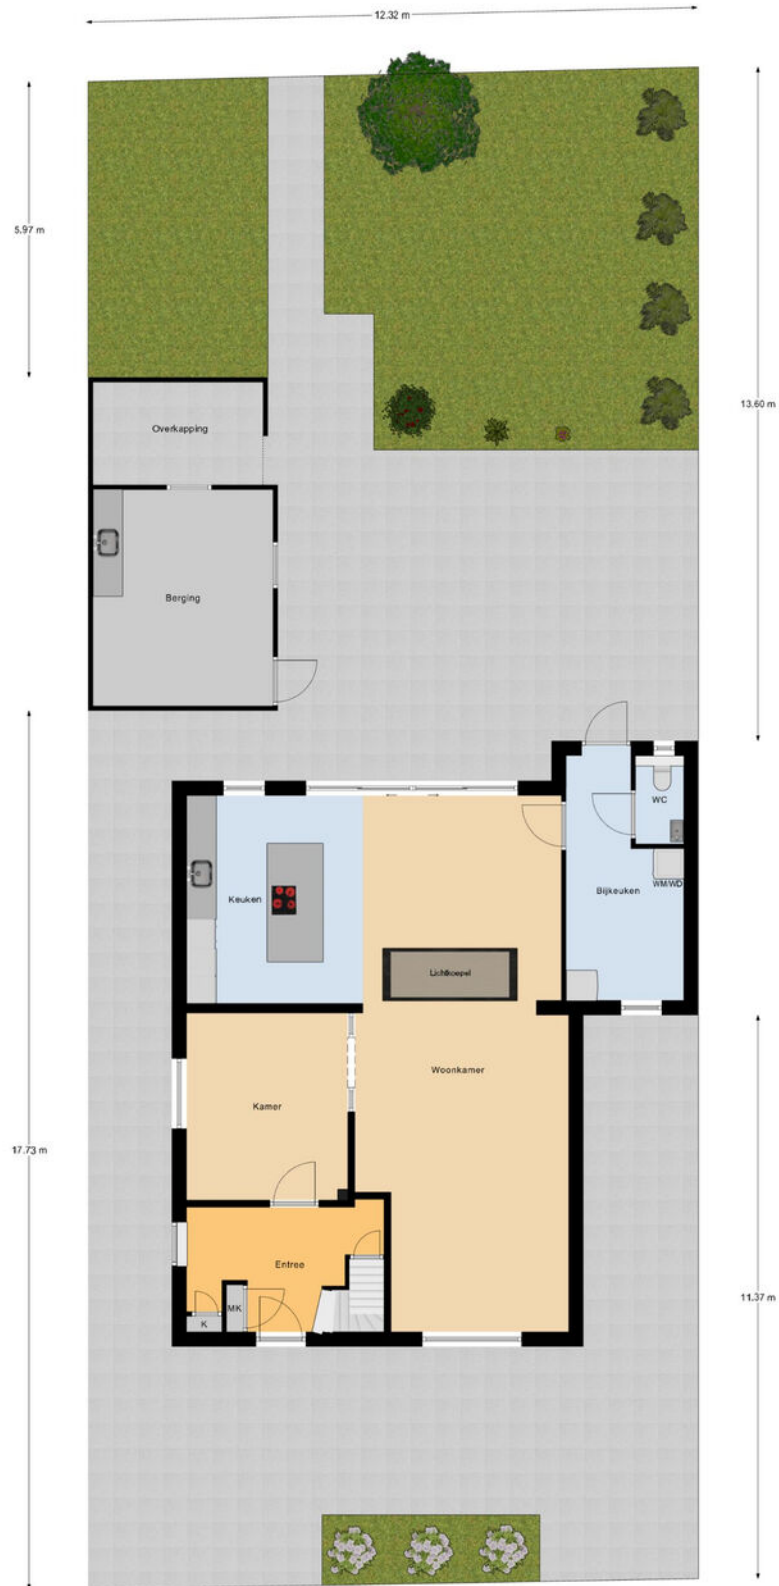 12.32 m
5.97 m
13.60 m
Overkapping
Berging
WC
WM/WD
Bijkeuken
Keuken
Lichtkoepel
Woonkamer
Kamer
17.73 m
Entree
MK
K
11.37 m